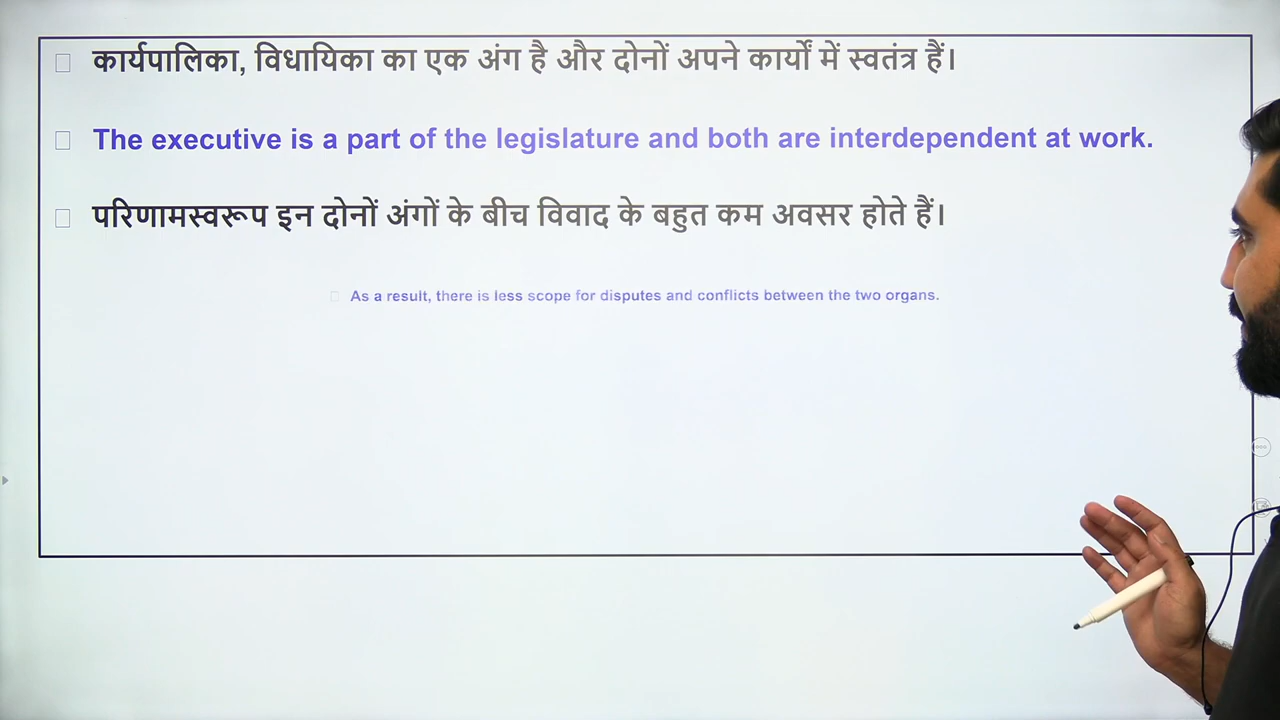 कार्यपालिका, विधायिका का एक अंग है और दोनों अपने कार्यों में स्वतंत्र हैं।
The executive is a part of the legislature and both are interdependent at work.
परिणामस्वरूप इन दोनों अंगों के बीच विवाद के बहुत कम अवसर होते हैं।
As a result, there is less scope for disputes and conflicts between the two organs.